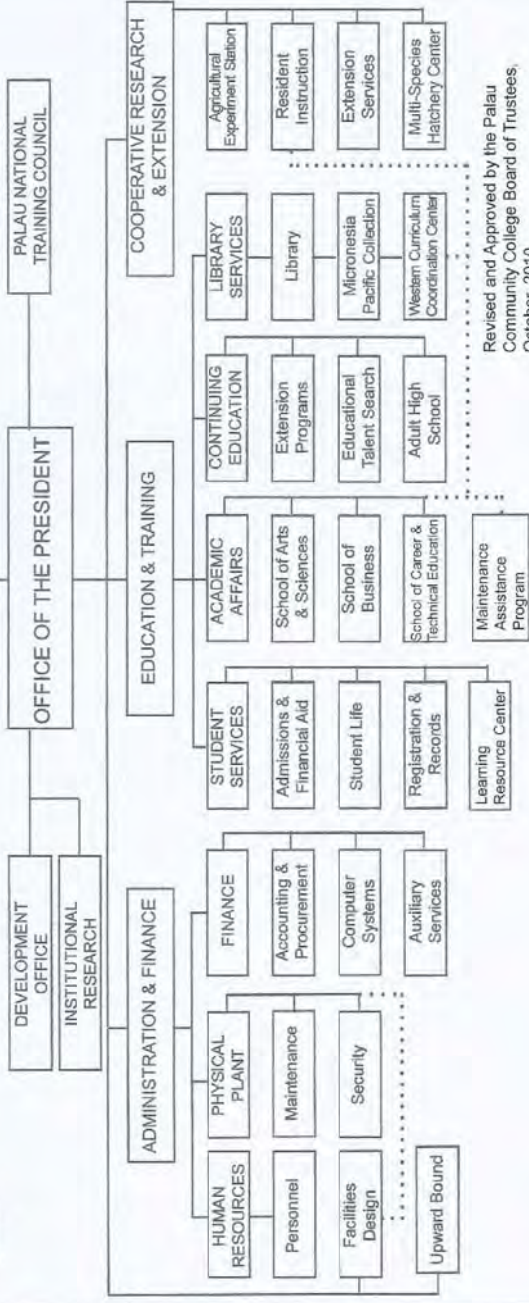 PALAU NATIONAL
TRAINING COUNCIL
OFFICE OF THE PRESIDENT
DEVELOPMENT
OFFICE
INSTITUTIONAL
RESEARCH
ADMINISTRATION & FINANCE
EDUCATION & TRAINING
COOPERATIVE RESEARCH
& EXTENSION
HUMAN
RESOURCES
Personnel
Facilities
Design
Upward Bound
PHYSICAL
PLANT
Maintenance
Security
FINANCE
Accounting &
Procurement
Computer
Systems
Auxiliary
Services
STUDENT
SERVICES
Admissions &
Financial Aid
Student Life
Registration &
Records
Learning
Resource Center
ACADEMIC
AFFAIRS
School of Arts
& Sciences
School of
Business
School of Career &
Technical Education
Maintenance
Assistance
Program
CONTINUING
EDUCATION
Extension
Programs
Educational
Talent Search
Adult High
School
LIBRARY
SERVICES
Library
Micronesia
Pacific Collection
Western Curriculum
Coordination Center
Agricultural
Experiment Station
Resident
Instruction
Extension
Services
Multi-Species
Hatchery Center
Revised and Approved by the Palau
Community College Board of Trustees,
October, 2010